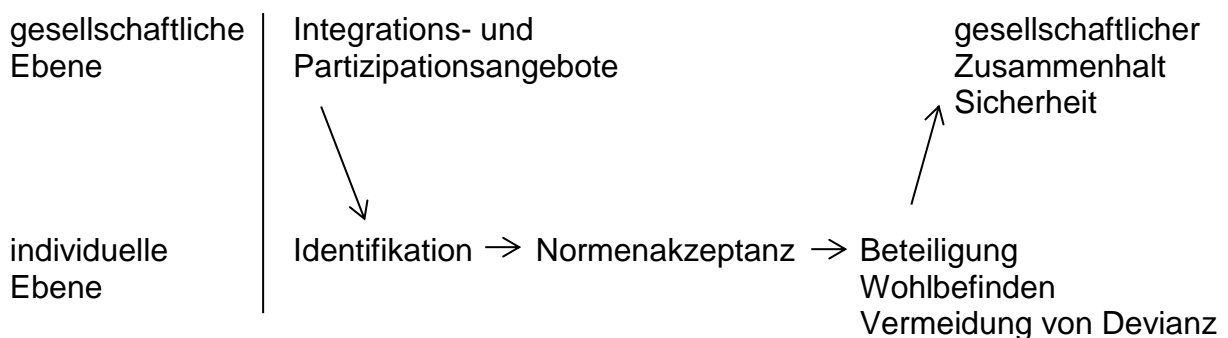 gesellschaftliche
Ebene
Integrations- und
Partizipationsangebote
gesellschaftlicher
Zusammenhalt
Sicherheit
individuelle
Ebene
Identifikation → Normenakzeptanz → Beteiligung
Wohlbefinden
Vermeidung von Devianz